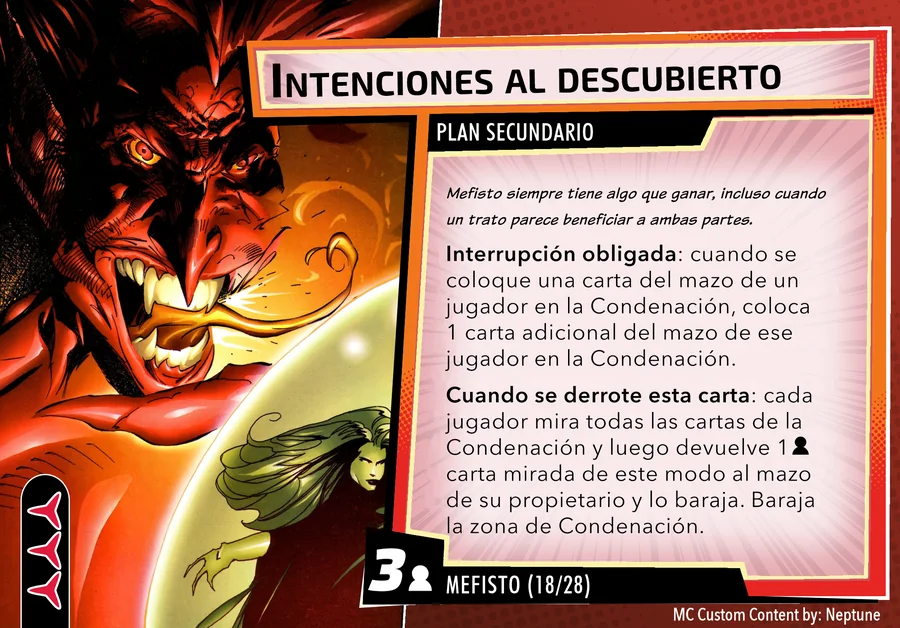 INTENCIONES AL DESCUBIERTO
PLAN SECUNDARIO
Mefisto siempre tiene algo que ganar, incluso cuando
un trato parece beneficiar a ambas partes.
Interrupción obligada: cuando se
coloque una carta del mazo de un
jugador en la Condenación, coloca
1 carta adicional del mazo de ese
jugador en la Condenación.
Cuando se derrote esta carta: cada
jugador mira todas las cartas de la
Condenación y luego devuelve 1
carta mirada de este modo al mazo
de su propietario y lo baraja. Baraja
la zona de Condenación.
3
MEFISTO (18/28)
MC Custom Content by: Neptune